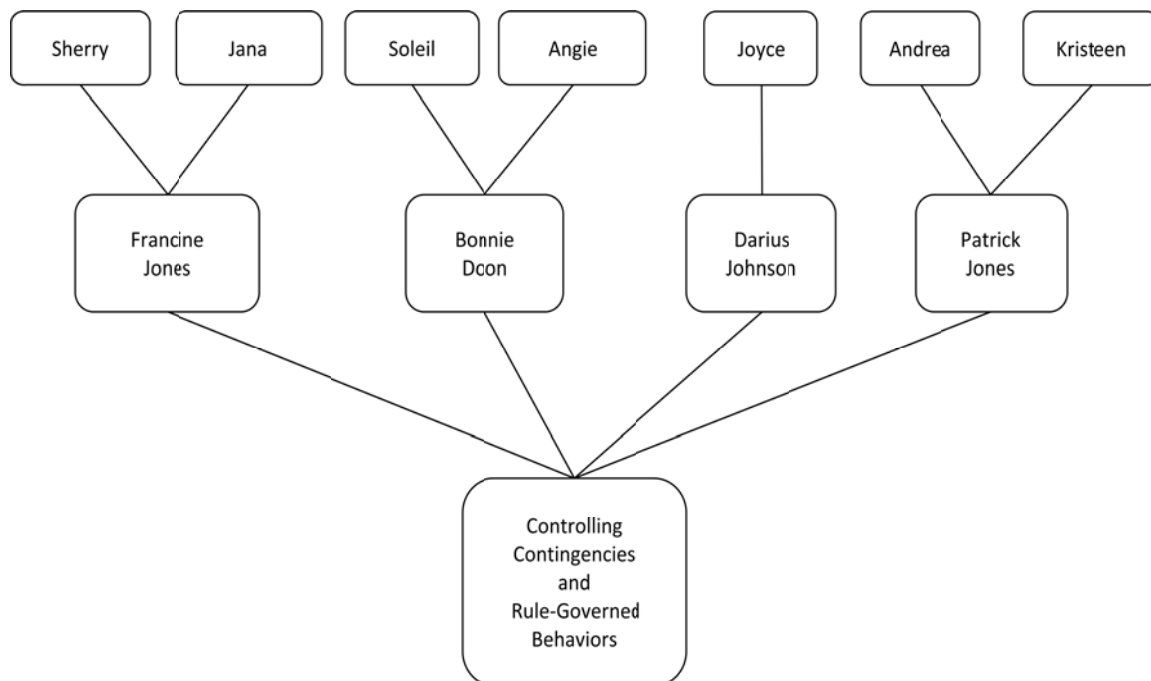 Sherry
Jana
Soleil
Angie
Joyce
Andrea
Kristeen
Francine
Jones
Bonnie
Doon
Darius
Johnson
Patrick
Jones
Controlling
Contingencies
and
Rule-Governed
Behaviors